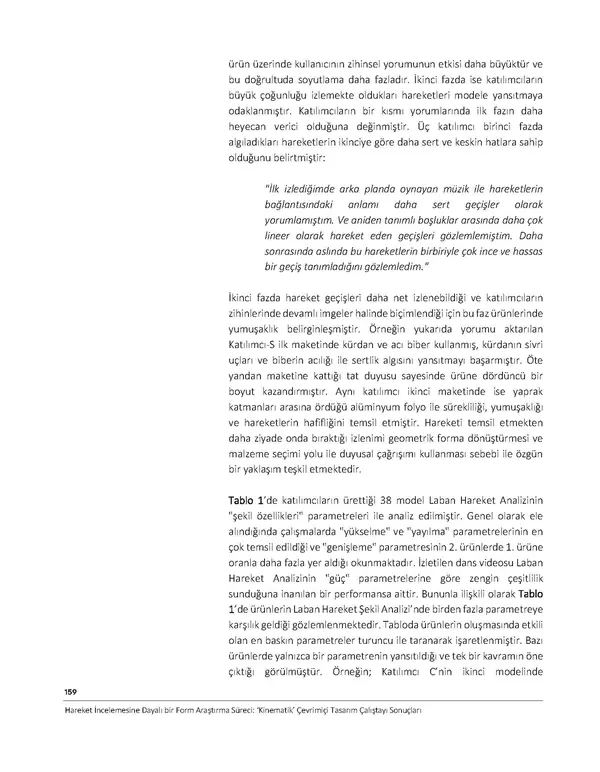 ürün üzerinde kullanıcının zihinsel yorumunun etkisi daha büyüktür ve
bu doğrultuda soyutlama daha fazladır. İkinci fazda ise katılımcıların
büyük çoğunluğu izlemekte oldukları hareketleri modele yansıtmaya
odaklanmıştır. Katılımcıların bir kısmı yorumlarında ilk fazın daha
heyecan verici olduğuna değinmiştir. Üç katılımcı birinci fazda
algıladıkları hareketlerin ikinciye göre daha sert ve keskin hatlara sahip
olduğunu belirtmiştir:
"İlk izlediğimde arka planda oynayan müzik ile hareketlerin
bağlantısındaki anlamı daha sert geçişler olarak
yorumlamıştım. Ve aniden tanımlı boşluklar arasında daha çok
lineer olarak hareket eden geçişleri gözlemlemiştim. Daha
sonrasında aslında bu hareketlerin birbiriyle çok ince ve hassas
bir geçiş tanımladığını gözlemledim."
İkinci fazda hareket geçişleri daha net izlenebildiği ve katılımcıların
zihinlerinde devamlı imgeler halinde biçimlendiği için bu faz ürünlerinde
yumuşaklık belirginleşmiştir. Örneğin yukarıda yorumu aktarılan
Katılımcı-S ilk maketinde kürdan ve acı biber kullanmış, kürdanın sivri
uçları ve biberin acılığı ile sertlik algısını yansıtmayı başarmıştır. Öte
yandan maketine kattığı tat duyusu sayesinde ürüne dördüncü bir
boyut kazandırmıştır. Aynı katılımcı ikinci maketinde ise yaprak
katmanları arasına ördüğü alüminyum folyo ile sürekliliği, yumuşaklığı
ve hareketlerin hafifliğini temsil etmiştir. Hareketi temsil etmekten
daha ziyade onda bıraktığı izlenimi geometrik forma dönüştürmesi ve
malzeme seçimi yolu ile duyusal çağrışımı kullanması sebebi ile özgün
bir yaklaşım teşkil etmektedir.
Tablo 1'de katılımcıların ürettiği 38 model Laban Hareket Analizinin
"şekil özellikleri" parametreleri ile analiz edilmiştir. Genel olarak ele
alındığında çalışmalarda "yükselme" ve "yayılma" parametrelerinin en
çok temsil edildiği ve "genişleme" parametresinin 2. ürünlerde 1. ürüne
oranla daha fazla yer aldığı okunmaktadır. İzletilen dans videosu Laban
Hareket Analizinin "güç" parametrelerine göre zengin çeşitlilik
sunduğuna inanılan bir performansa aittir. Bununla ilişkili olarak Tablo
1'de ürünlerin Laban Hareket Şekil Analizi'nde birden fazla parametreye
karşılık geldiği gözlemlenmektedir. Tabloda ürünlerin oluşmasında etkili
olan en baskın parametreler turuncu ile taranarak işaretlenmiştir. Bazı
ürünlerde yalnızca bir parametrenin yansıtıldığı ve tek bir kavramın öne
çıktığı görülmüştür. Örneğin; Katılımcı C'nin ikinci modelinde
159
Hareket İncelemesine Dayalı bir Form Araştırma Süreci: 'Kinematik' Çevrimiçi Tasarım Çalıştayı Sonuçları